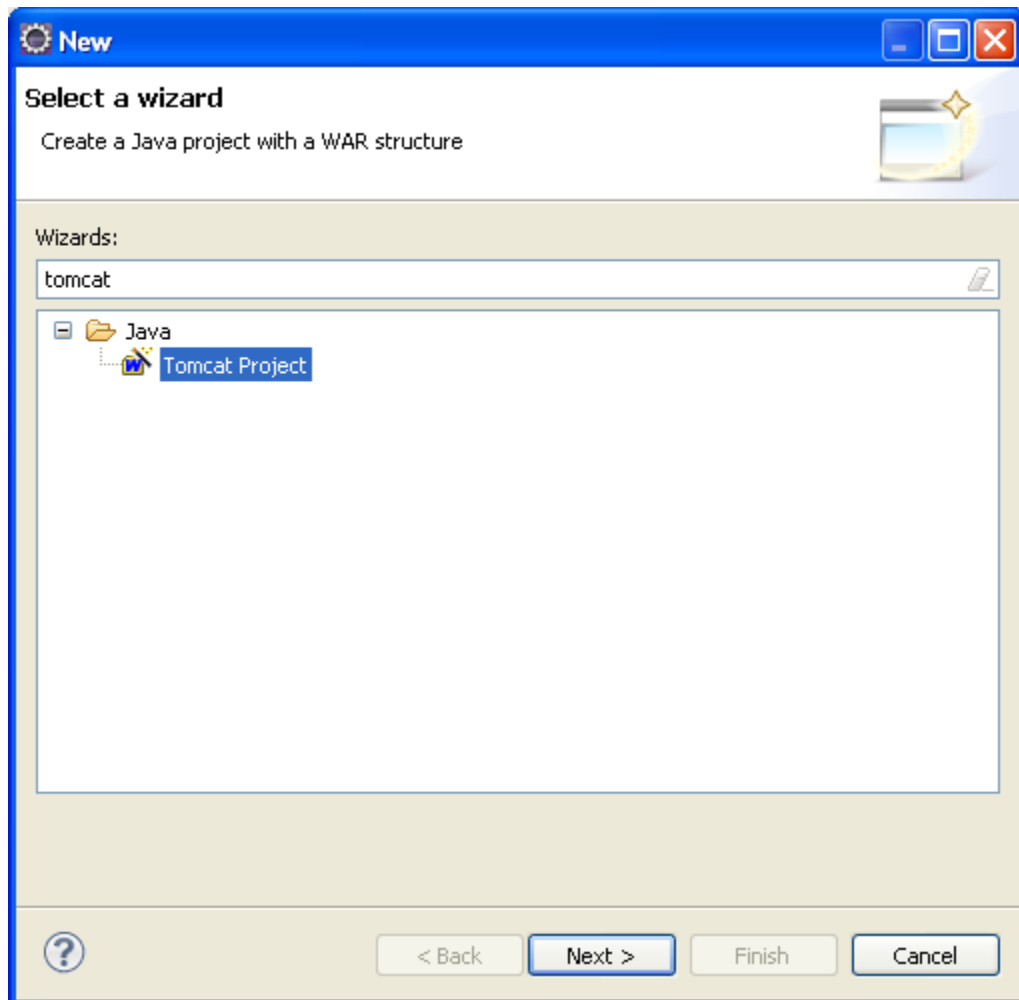 New
Select a wizard
Create a Java project with a WAR structure
Wizards:
tomcat
Java
Tomcat Project
< Back Next > Finish Cancel